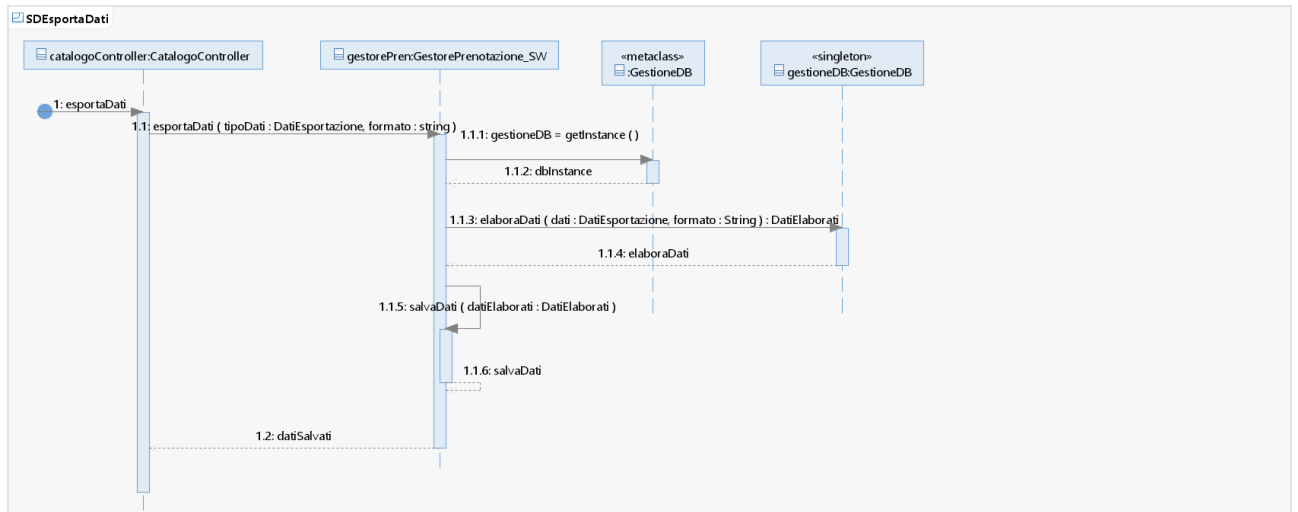 SDEsportaDati
catalogoController:CatalogoController
gestorePren:GestorePrenotazione_SW
«metaclass»
:GestioneDB
«singleton»
gestioneDB:GestioneDB
1: esportaDati
1.1: esportaDati ( tipoDati : DatiEsportazione, formato : string )
1.1.1: gestioneDB = getInstance ( )
1.1.2: dbInstance
1.1.3: elaboraDati ( dati : DatiEsportazione, formato : String ) : DatiElaborati
1.1.4: elaboraDati
1.1.5: salvaDati ( datiElaborati : DatiElaborati )
1.1.6: salvaDati
1.2: datiSalvati